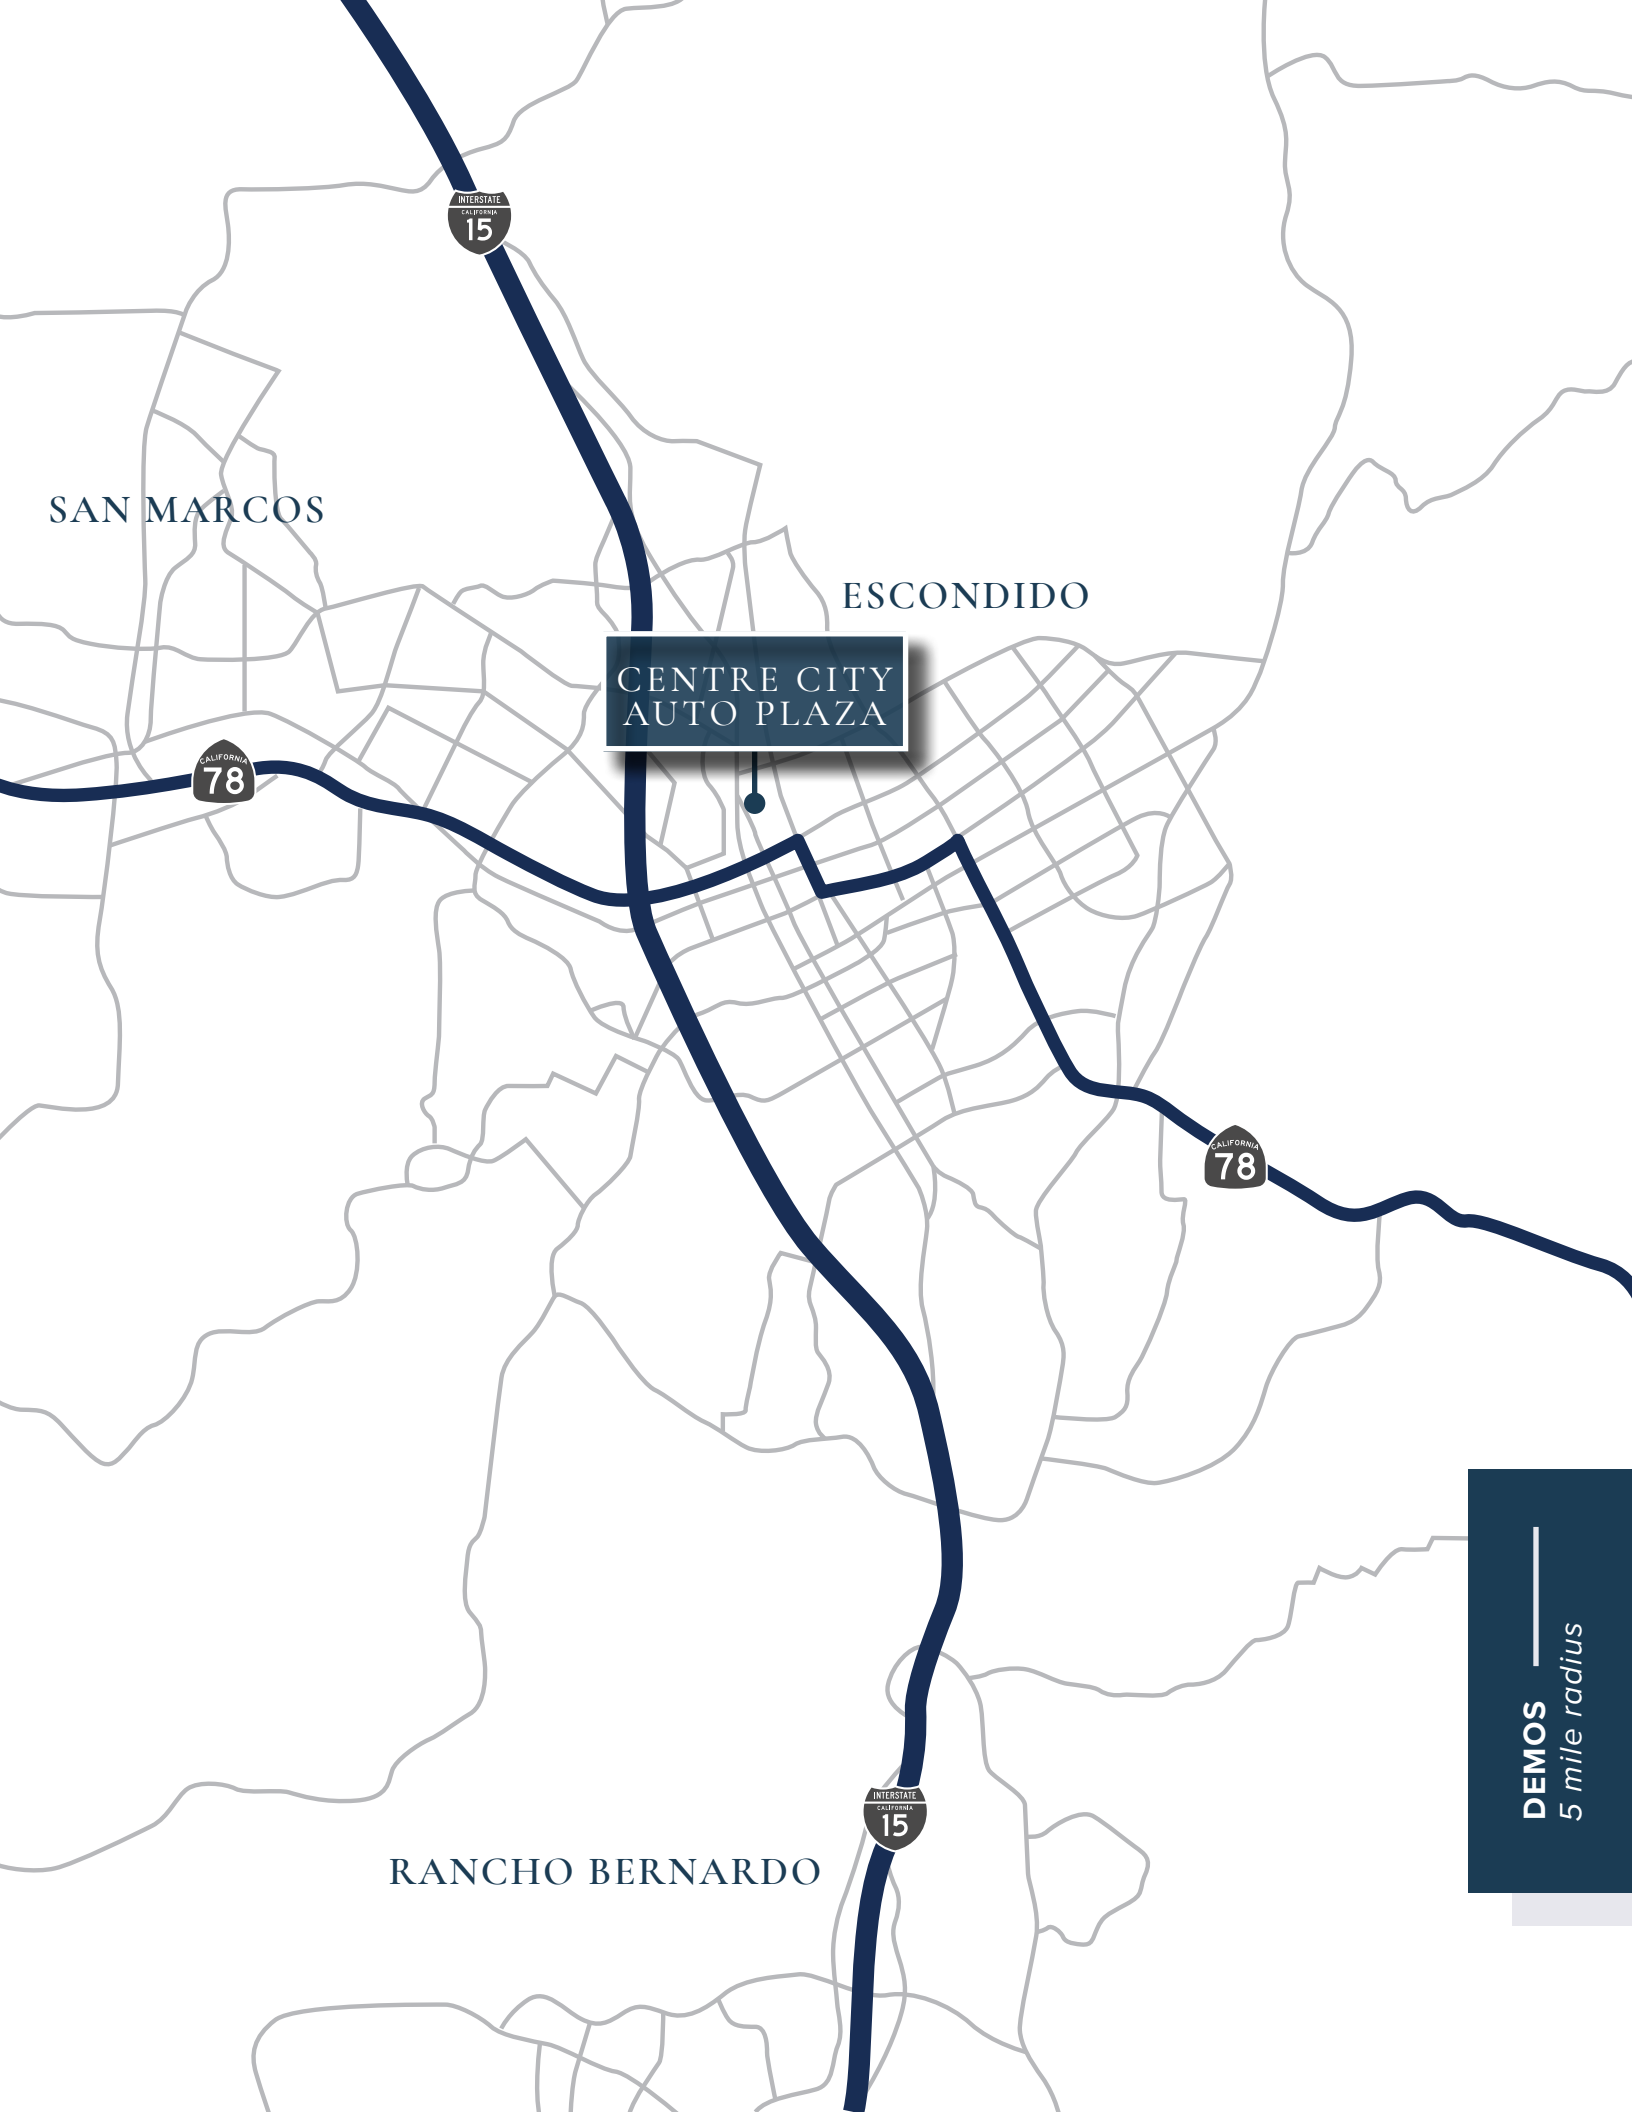 INTERSTATE
CALIFORNIA
15
SAN MARCOS
ESCONDIDO
CENTRE CITY
AUTO PLAZA
CALIFORNIA
78
CALIFORNIA
78
DEMOS
5 mile radius
INTERSTATE
CALIFORNIA
15
RANCHO BERNARDO